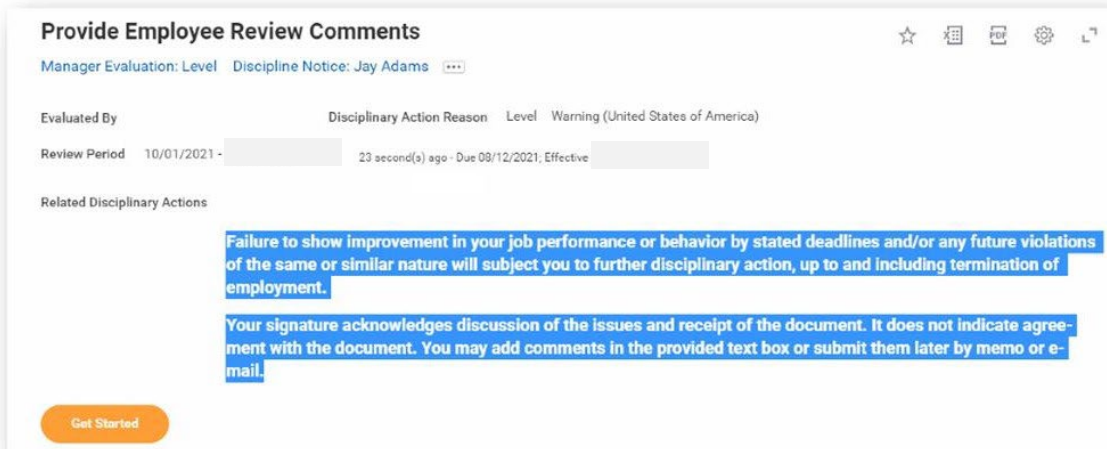 Provide Employee Review Comments
PDF
Manager Evaluation: Level Discipline Notice: Jay Adams
Evaluated By Disciplinary Action Reason Level Warning (United States of America)
Review Period 10/01/2021 - 23 second(s) ago - Due 08/12/2021; Effective
Related Disciplinary Actions
Failure to show improvement in your job performance or behavior by stated deadlines and/or any future violations
of the same or similar nature will subject you to further disciplinary action, up to and including termination of
employment.
Your signature acknowledges discussion of the issues and receipt of the document. It does not indicate agree-
ment with the document. You may add comments in the provided text box or submit them later by memo or e-
mail.
Get Started